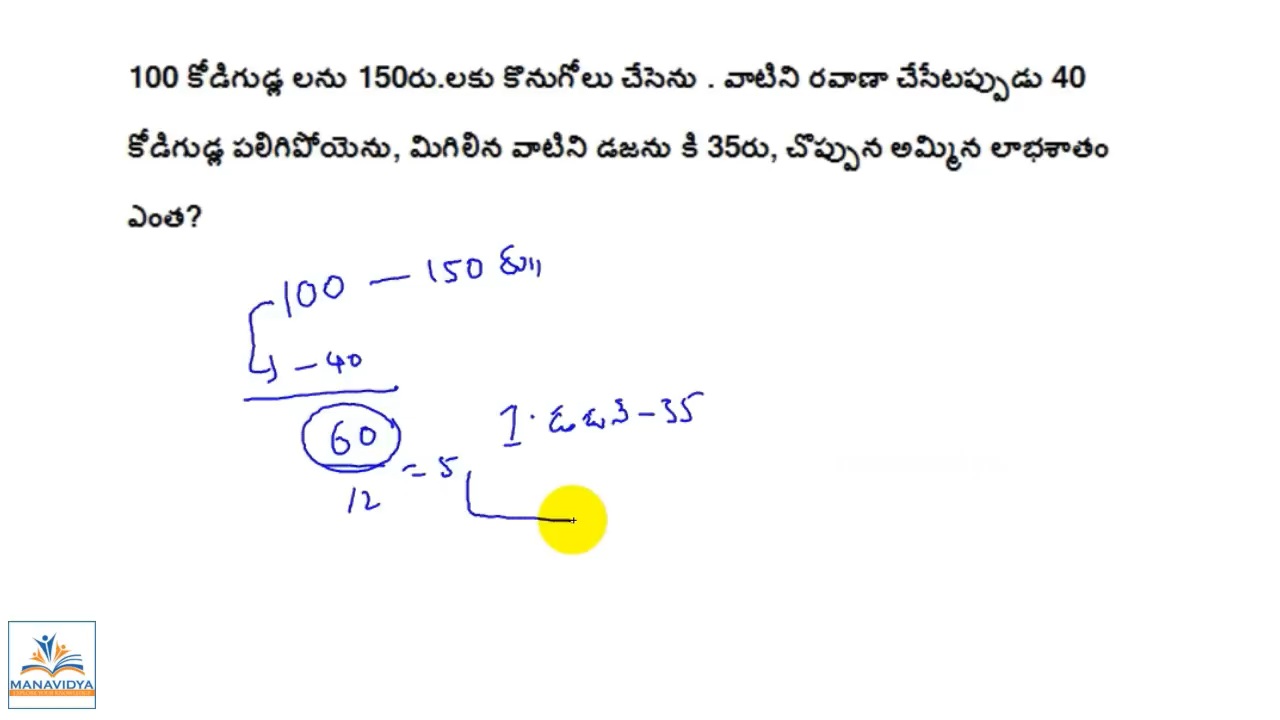 100 కోడిగుడ్ల లను 150రు.లకు కొనుగోలు చేసెను . వాటిని రవాణా చేసేటప్పుడు 40
కోడిగుడ్ల పలిగిపోయెను, మిగిలిన వాటిని డజను కి 35రు, చొప్పున అమ్మిన లాభశాతం
ఎంత?
100 — 150 రు॥
- 40
60
12
= 5
1. డజన్ - 35
MANAVIDYA